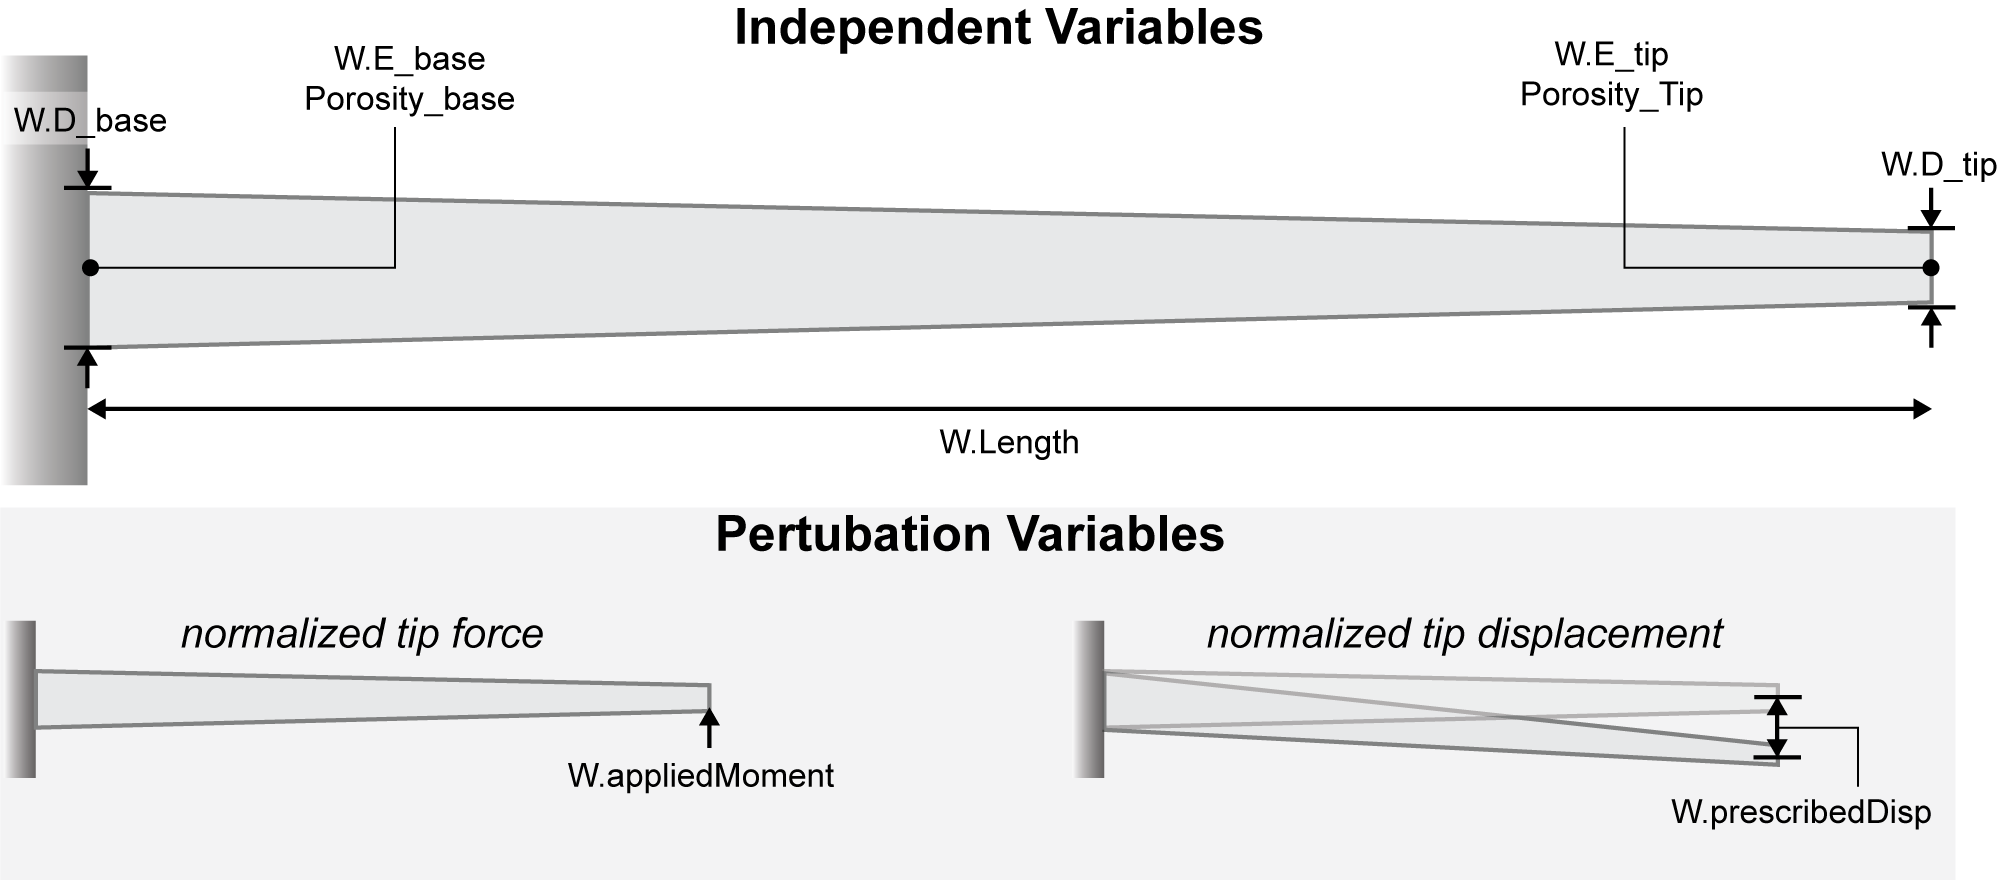 Independent Variables
W.E_base
Porosity_base
W.E_tip
Porosity_Tip
W.D_base
W.D_tip
W.Length
Pertubation Variables
normalized tip force
normalized tip displacement
W.appliedMoment
W.prescribedDisp